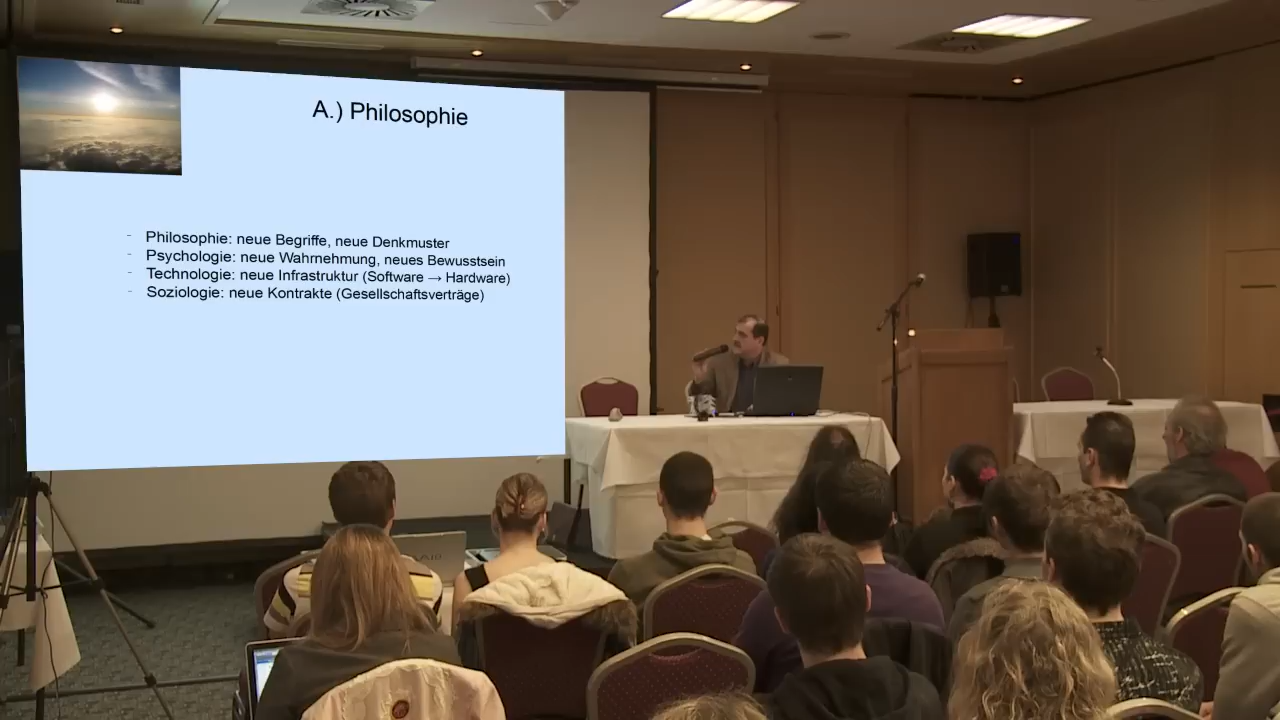 A.) Philosophie
- Philosophie: neue Begriffe, neue Denkmuster
- Psychologie: neue Wahrnehmung, neues Bewusstsein
- Technologie: neue Infrastruktur (Software → Hardware)
- Soziologie: neue Kontrakte (Gesellschaftsverträge)